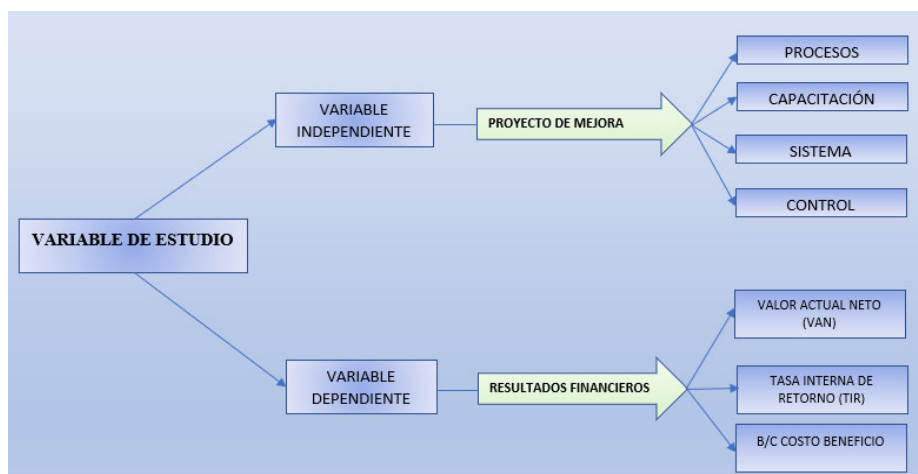 VARIABLE DE ESTUDIO
VARIABLE
INDEPENDIENTE
PROYECTO DE MEJORA
PROCESOS
CAPACITACIÓN
SISTEMA
CONTROL
VARIABLE
DEPENDIENTE
RESULTADOS FINANCIEROS
VALOR ACTUAL NETO
(VAN)
TASA INTERNA DE
RETORNO (TIR)
B/C COSTO BENEFICIO